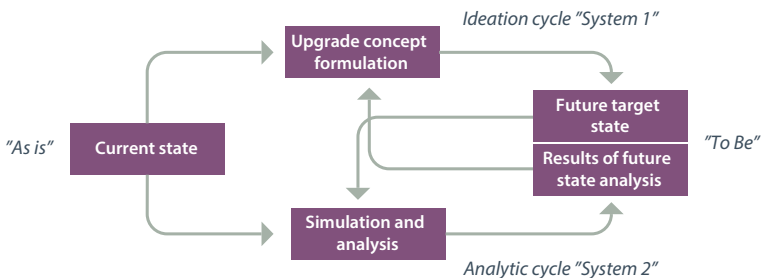 Ideation cycle "System 1"
Upgrade concept
formulation
Future target
state
"As is"
Current state
"To Be"
Results of future
state analysis
Simulation and
analysis
Analytic cycle "System 2"